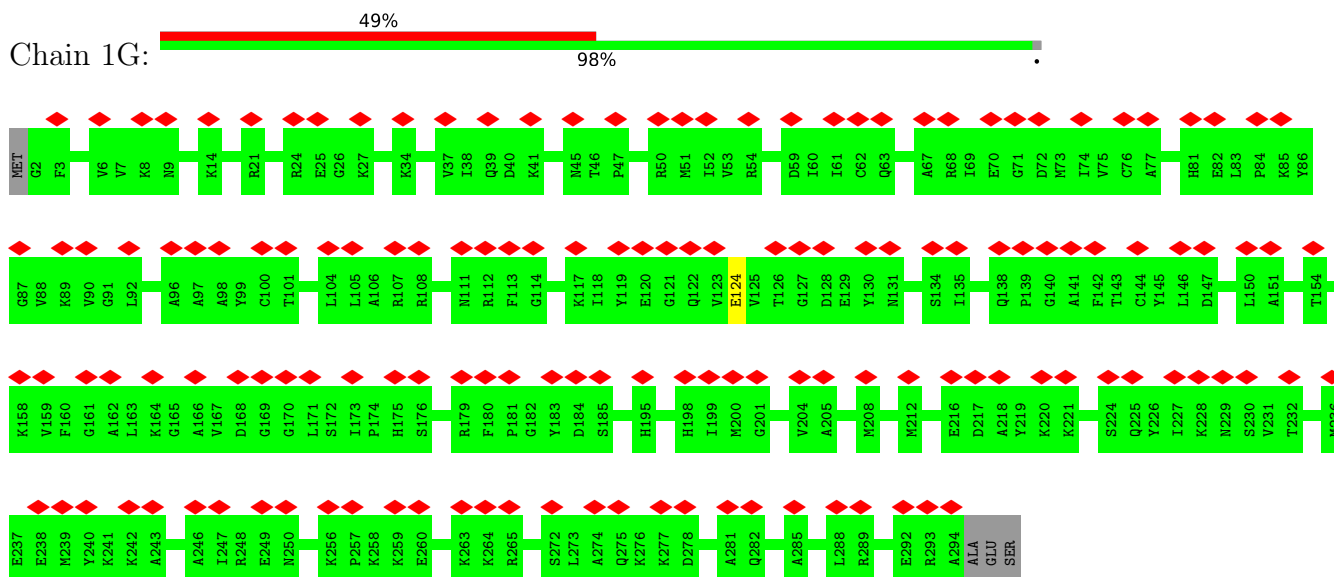 49%
Chain 1G:
98%
.
MET G2 F3 V6 V7 K8 N9 K14 R21 R24 E25 G26 K27 K34 V37 I38 Q39 D40 K41 N45 T46 P47 R50 M51 I52 V53 R54 D59 I60 I61 C62 Q63 A67 R68 I69 E70 G71 D72 M73 I74 V75 C76 A77 H81 E82 L83 P84 K85 Y86
G87 V88 K89 V90 G91 L92 A96 A97 A98 Y99 C100 T101 L104 L105 A106 R107 R108 N111 R112 F113 G114 K117 I118 Y119 E120 G121 Q122 V123 E124 V125 T126 G127 D128 E129 Y130 N131 S134 I135 Q138 P139 G140 A141 F142 T143 C144 Y145 L146 D147 L150 A151 T154
K158 V159 F160 G161 A162 L163 K164 G165 A166 V167 D168 G169 G170 L171 S172 I173 P174 H175 S176 R179 F180 P181 G182 Y183 D184 S185 H195 H198 I199 M200 G201 V204 A205 M208 M212 E216 D217 A218 Y219 K220 K221 S224 Q225 Y226 I227 K228 N229 S230 V231 T232
E237 E238 M239 Y240 K241 K242 A243 A246 I247 R248 E249 N250 K256 P257 K258 K259 E260 K263 K264 R265 S272 L273 A274 Q275 K276 K277 D278 A281 Q282 A285 L288 R289 E292 R293 A294 ALA GLU SER